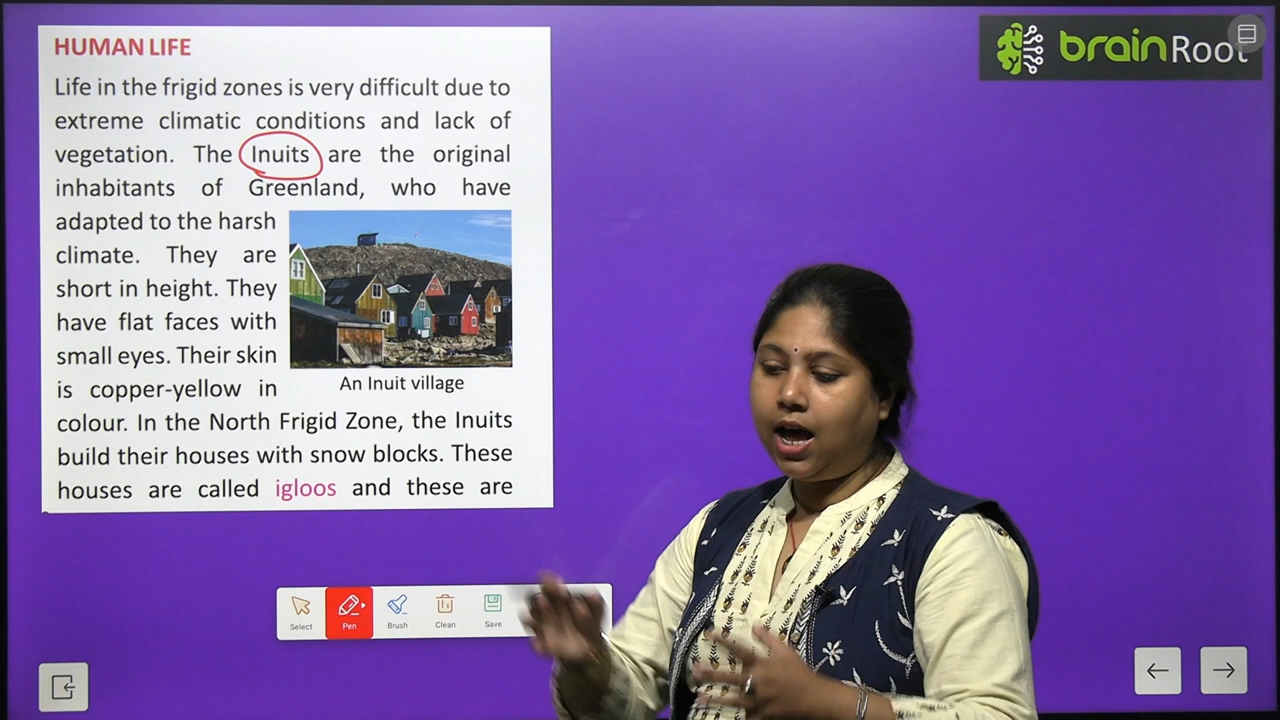 HUMAN LIFE
Life in the frigid zones is very difficult due to
extreme climatic conditions and lack of
vegetation. The Inuits are the original
inhabitants of Greenland, who have
adapted to the harsh
climate. They are
short in height. They
have flat faces with
small eyes. Their skin
is copper-yellow in
An Inuit village
colour. In the North Frigid Zone, the Inuits
build their houses with snow blocks. These
houses are called igloos and these are
brainRoot
Select
Pen
Brush
Clean
Save